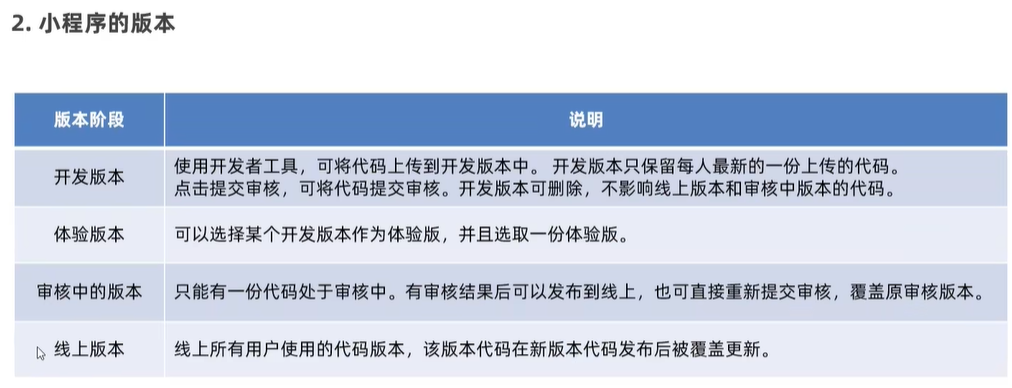 2. 小程序的版本
版本阶段
说明
开发版本
使用开发者工具，可将代码上传到开发版本中。 开发版本只保留每人最新的一份上传的代码。
点击提交审核，可将代码提交审核。开发版本可删除，不影响线上版本和审核中版本的代码。
体验版本
可以选择某个开发版本作为体验版，并且选取一份体验版。
审核中的版本
只能有一份代码处于审核中。有审核结果后可以发布到线上，也可直接重新提交审核，覆盖原审核版本。
线上版本
线上所有用户使用的代码版本，该版本代码在新版本代码发布后被覆盖更新。